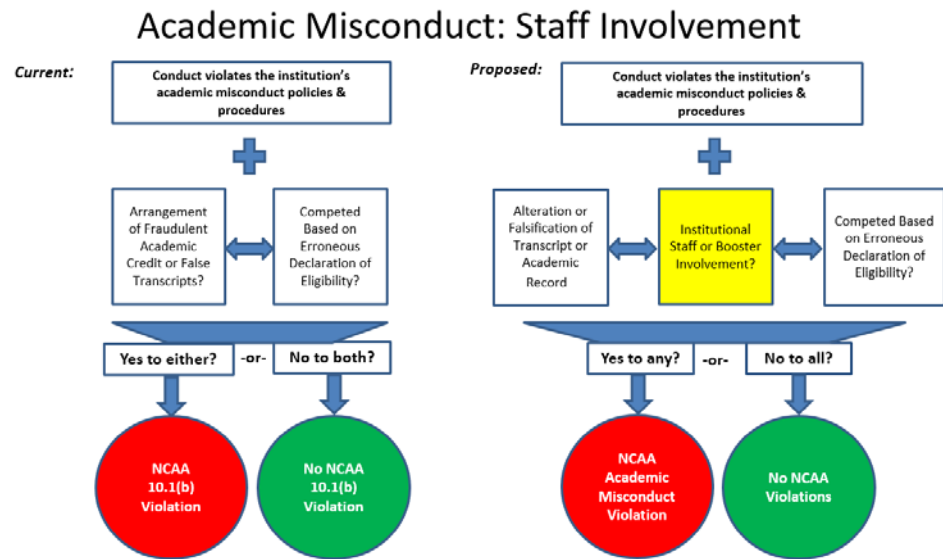 Academic Misconduct: Staff Involvement
Current:
Conduct violates the institution's
academic misconduct policies &
procedures
Arrangement
of Fraudulent
Academic
Credit or False
Transcripts?
Competed
Based on
Erroneous
Declaration of
Eligibility?
Yes to either?
-or-
No to both?
NCAA
10.1(b)
Violation
No NCAA
10.1(b)
Violation
Proposed:
Conduct violates the institution's
academic misconduct policies &
procedures
Alteration or
Falsification of
Transcript or
Academic
Record
Institutional
Staff or Booster
Involvement?
Competed Based
on Erroneous
Declaration of
Eligibility?
Yes to any?
-or-
No to all?
NCAA
Academic
Misconduct
Violation
No NCAA
Violations